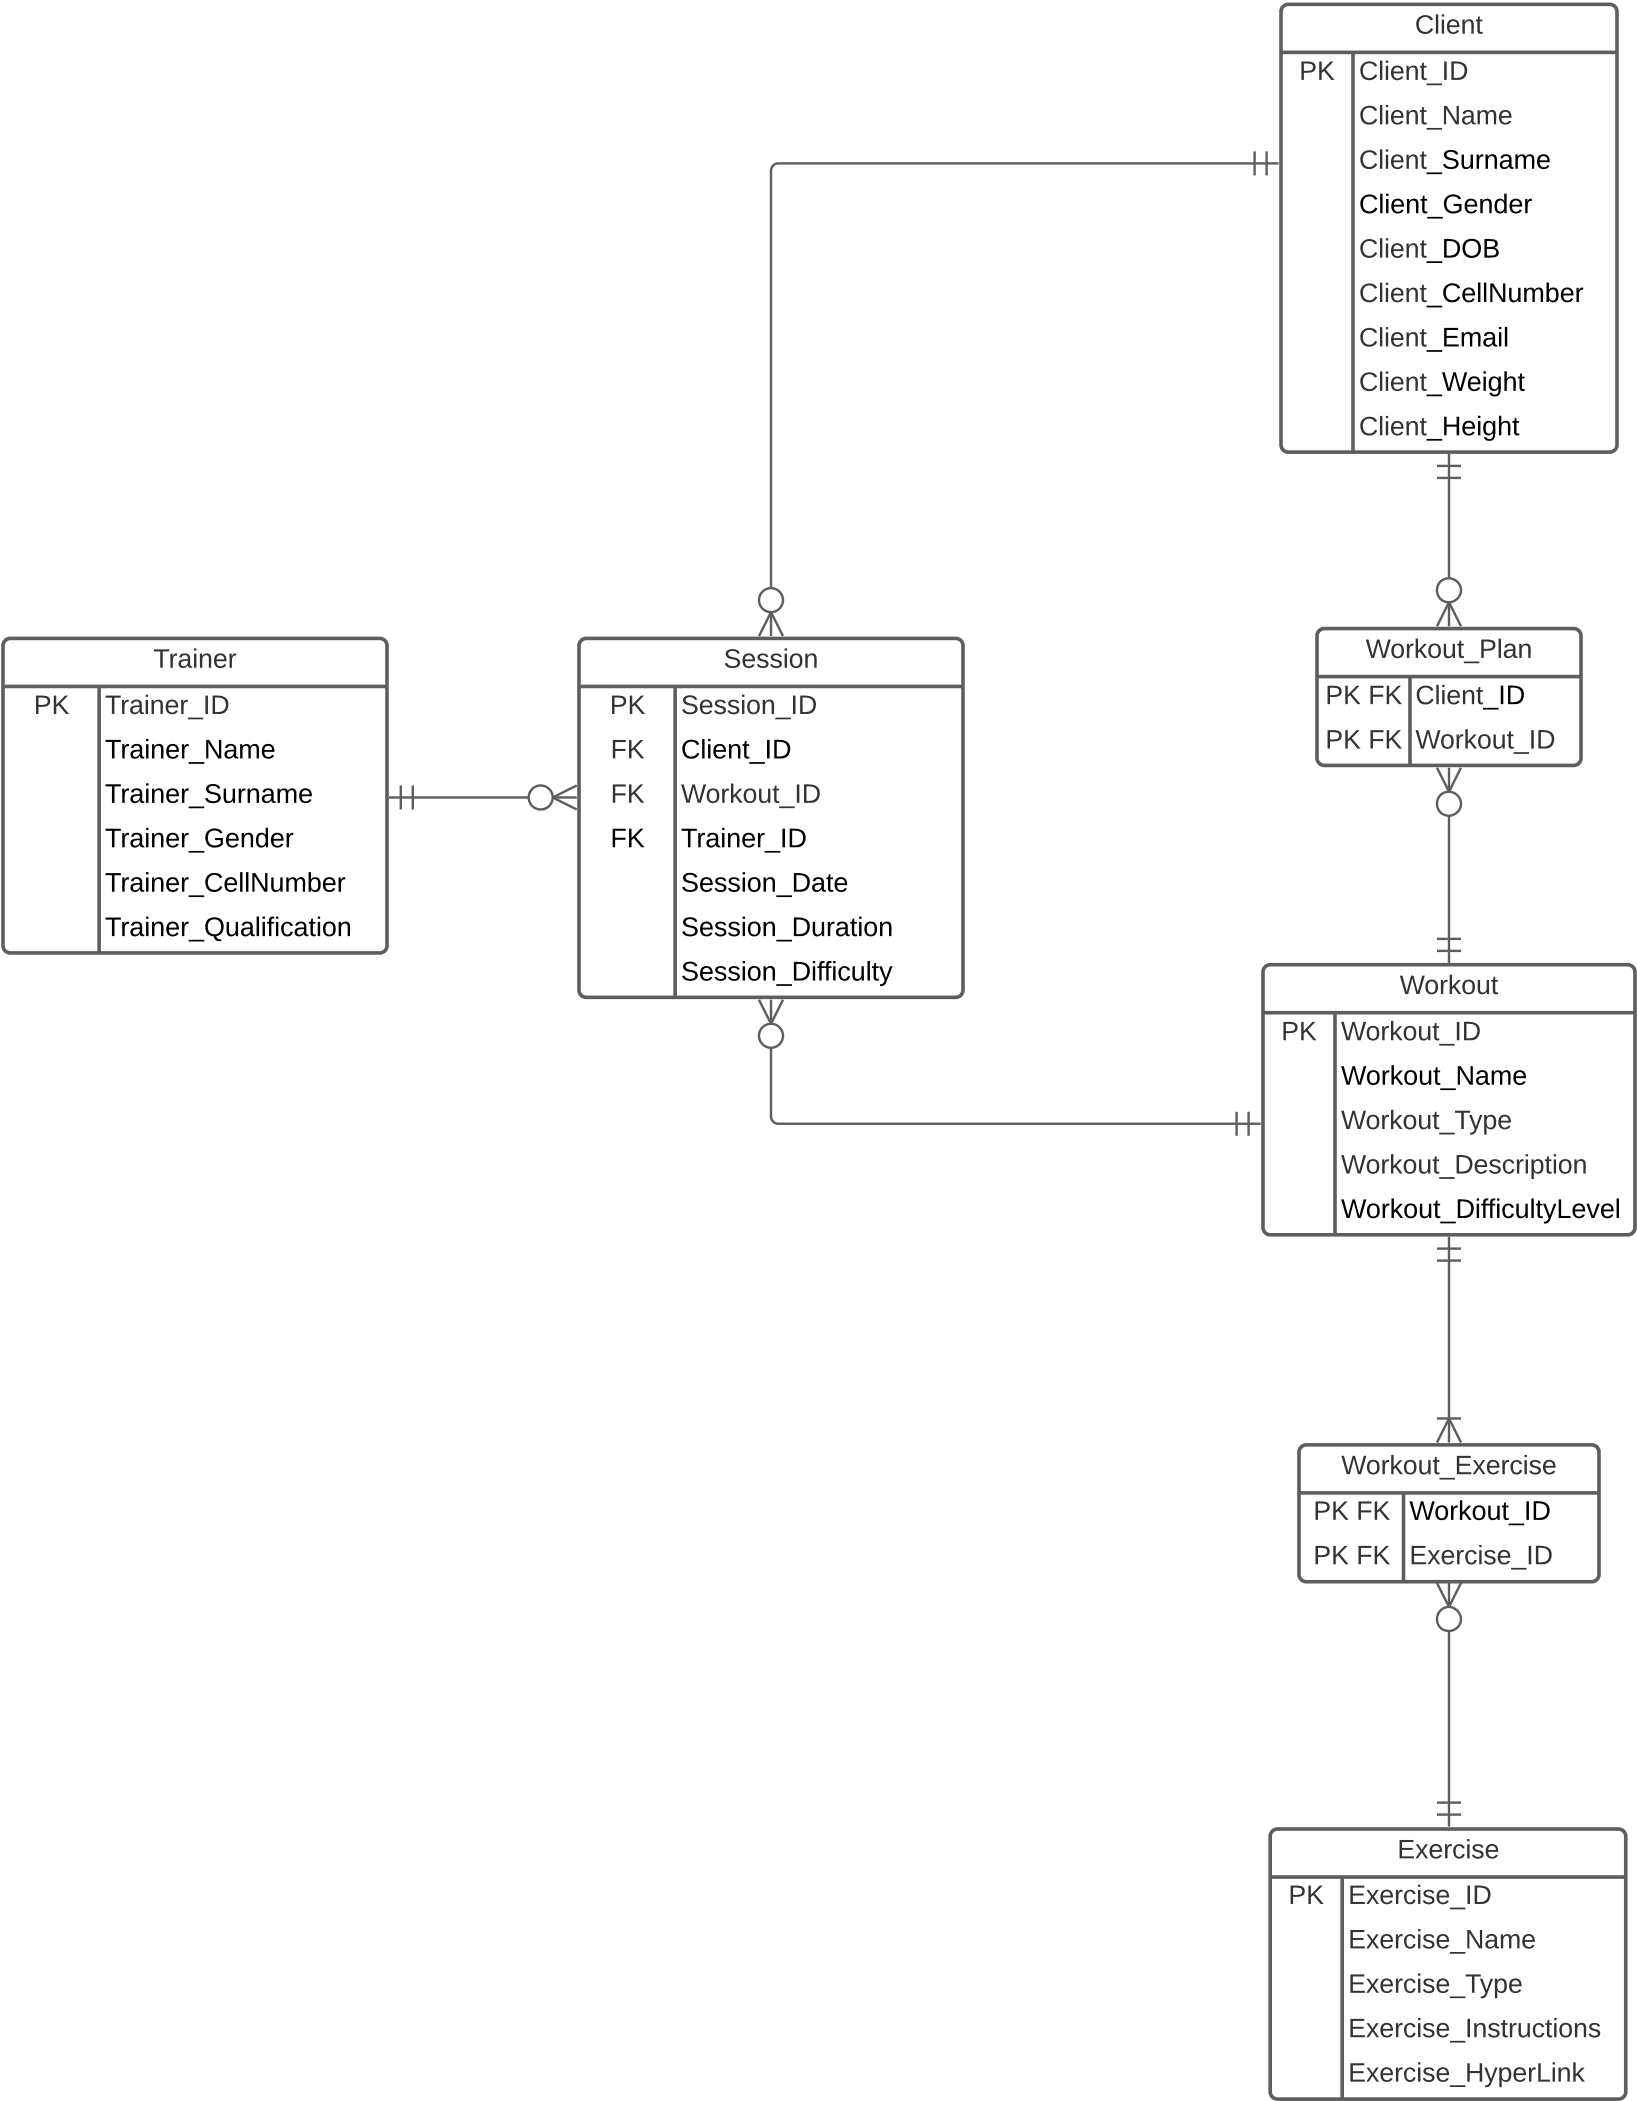 Client
PK Client_ID
Client_Name
Client_Surname
Client_Gender
Client_DOB
Client_CellNumber
Client_Email
Client_Weight
Client_Height
Trainer
PK Trainer_ID
Trainer_Name
Trainer_Surname
Trainer_Gender
Trainer_CellNumber
Trainer_Qualification
Session
PK Session_ID
FK Client_ID
FK Workout_ID
FK Trainer_ID
Session_Date
Session_Duration
Session_Difficulty
Workout_Plan
PK FK Client_ID
PK FK Workout_ID
Workout
PK Workout_ID
Workout_Name
Workout_Type
Workout_Description
Workout_DifficultyLevel
Workout_Exercise
PK FK Workout_ID
PK FK Exercise_ID
Exercise
PK Exercise_ID
Exercise_Name
Exercise_Type
Exercise_Instructions
Exercise_HyperLink